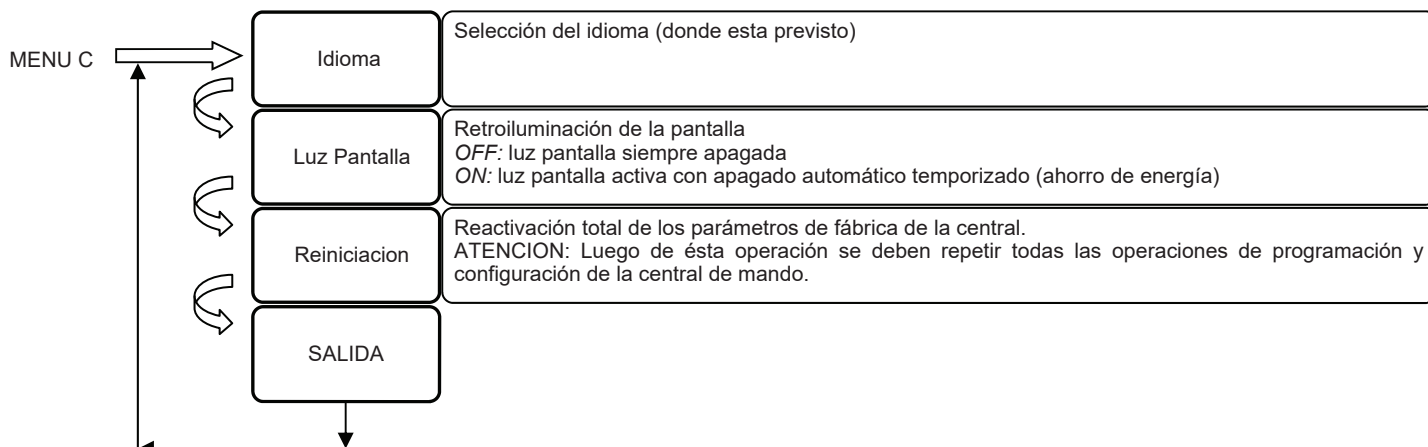 MENU C
Idioma
Selección del idioma (donde esta previsto)
Luz Pantalla
Retroiluminación de la pantalla
OFF: luz pantalla siempre apagada
ON: luz pantalla activa con apagado automático temporizado (ahorro de energía)
Reiniciacion
Reactivación total de los parámetros de fábrica de la central.
ATENCION: Luego de ésta operación se deben repetir todas las operaciones de programación y
configuración de la central de mando.
SALIDA